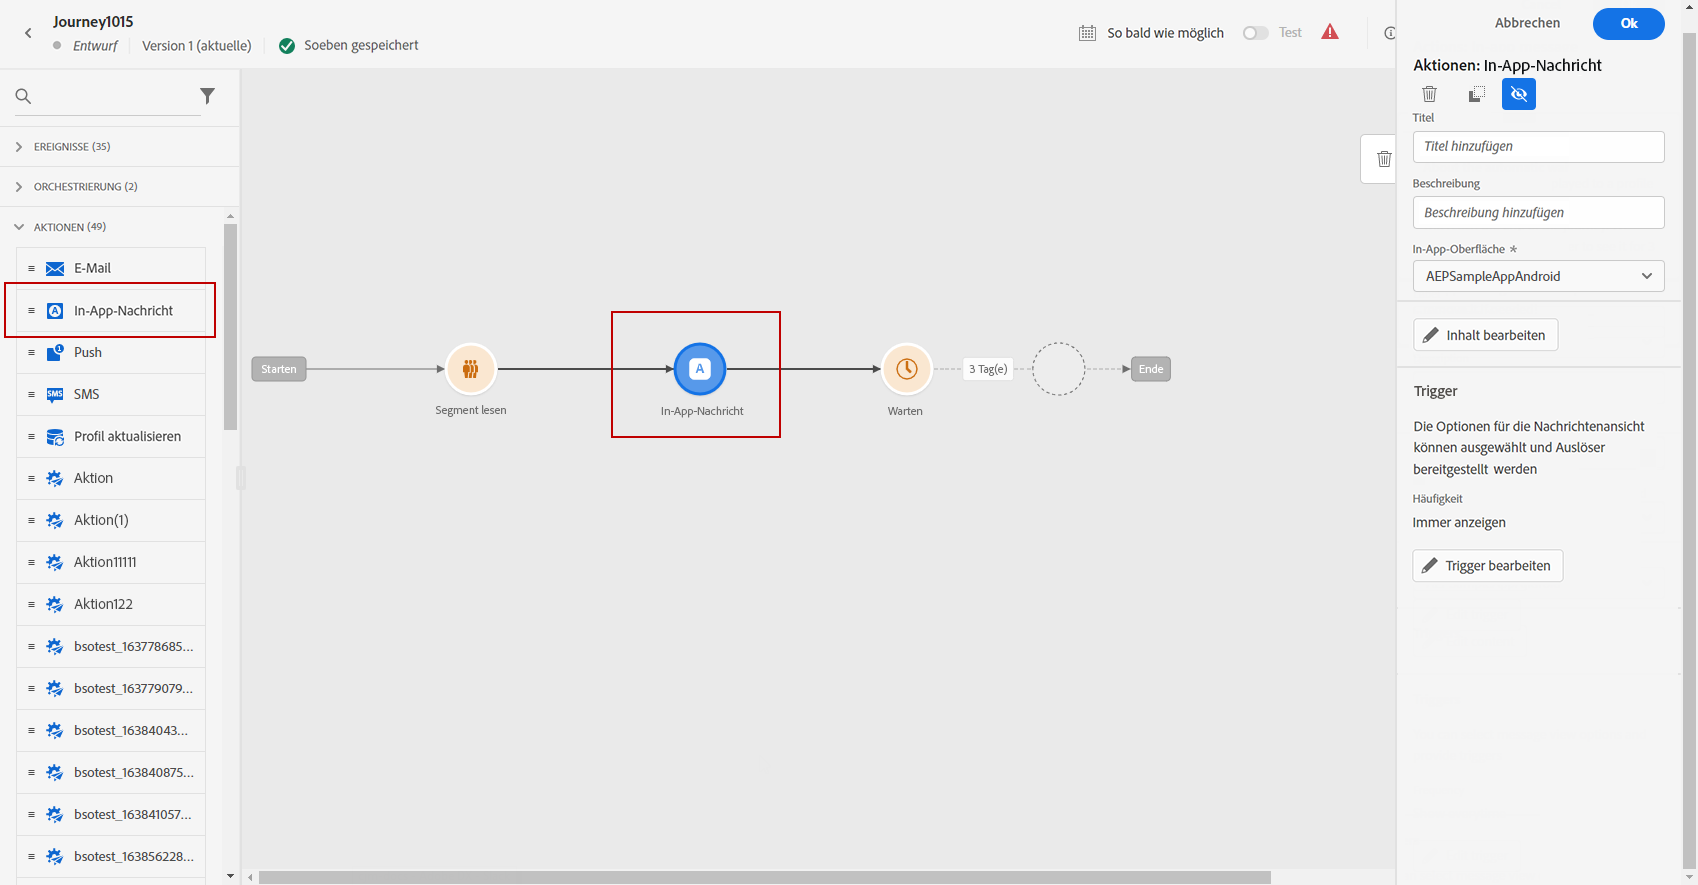 Journey1015
Entwurf
Version 1 (aktuelle)
Soeben gespeichert
So bald wie möglich
Test
Abbrechen
Ok
EREIGNISSE (35)
ORCHESTRIERUNG (2)
AKTIONEN (49)
E-Mail
In-App-Nachricht
Push
SMS
SMS
Profil aktualisieren
Aktion
Aktion(1)
Aktion11111
Aktion122
bsotest_163778685...
bsotest_163779079...
bsotest_16384043...
bsotest_163840875...
bsotest_163841057...
bsotest_163856228...
Starten
Segment lesen
A
In-App-Nachricht
Warten
3 Tag(e)
Ende
Aktionen: In-App-Nachricht
Titel
Titel hinzufügen
Beschreibung
Beschreibung hinzufügen
In-App-Oberfläche *
AEPSampleAppAndroid
Inhalt bearbeiten
Trigger
Die Optionen für die Nachrichtenansicht
können ausgewählt und Auslöser
bereitgestellt werden
Häufigkeit
Immer anzeigen
Trigger bearbeiten